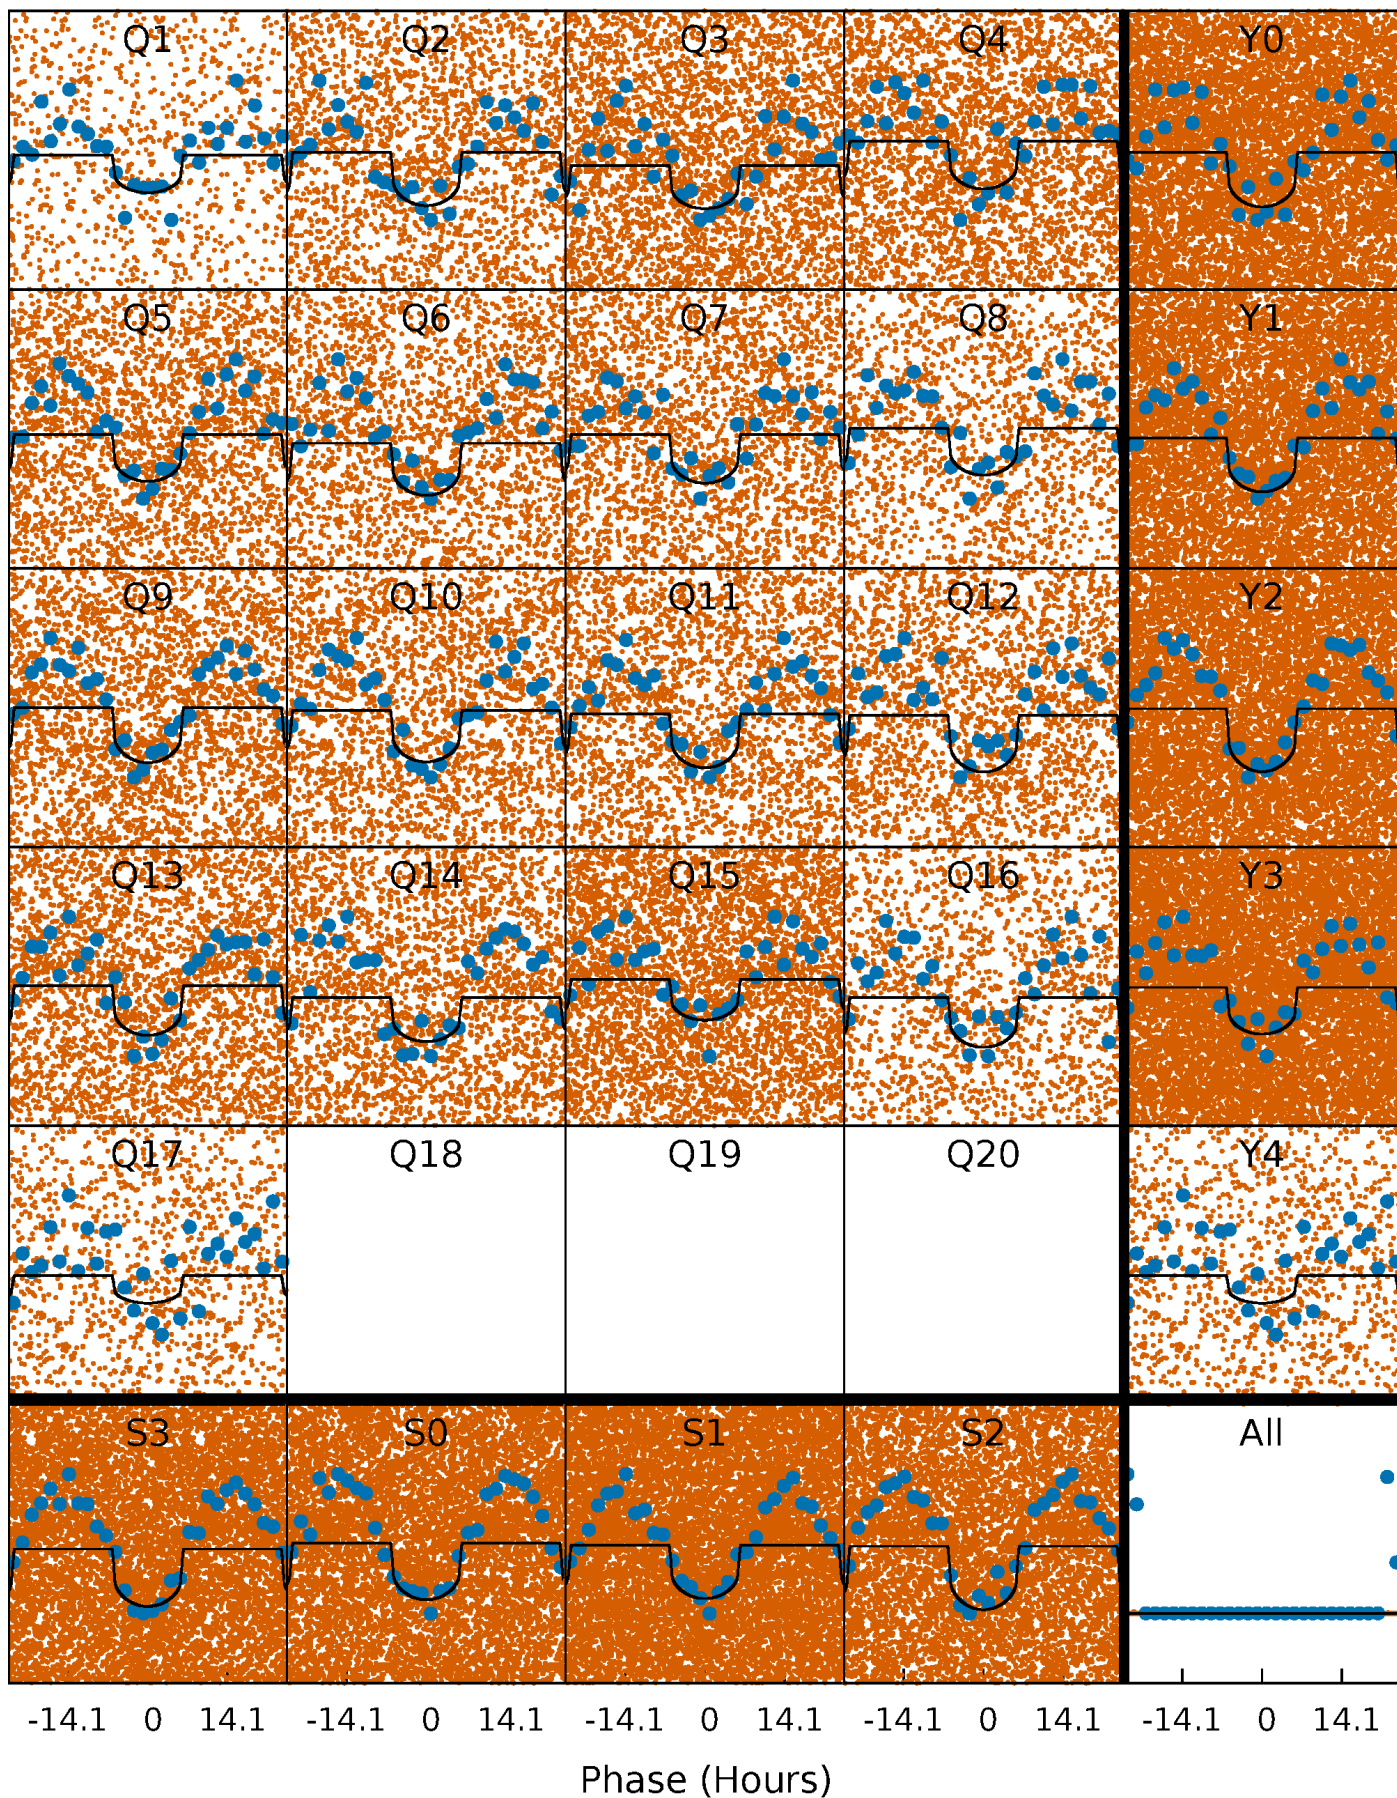 Q1 Q2 Q3 Q4 Y0
Q5 Q6 Q7 Q8 Y1
Q9 Q10 Q11 Q12 Y2
Q13 Q14 Q15 Q16 Y3
Q17 Q18 Q19 Q20 Y4
S3 S0 S1 S2 All
-14.1 0 14.1 -14.1 0 14.1 -14.1 0 14.1 -14.1 0 14.1 -14.1 0 14.1
Phase (Hours)